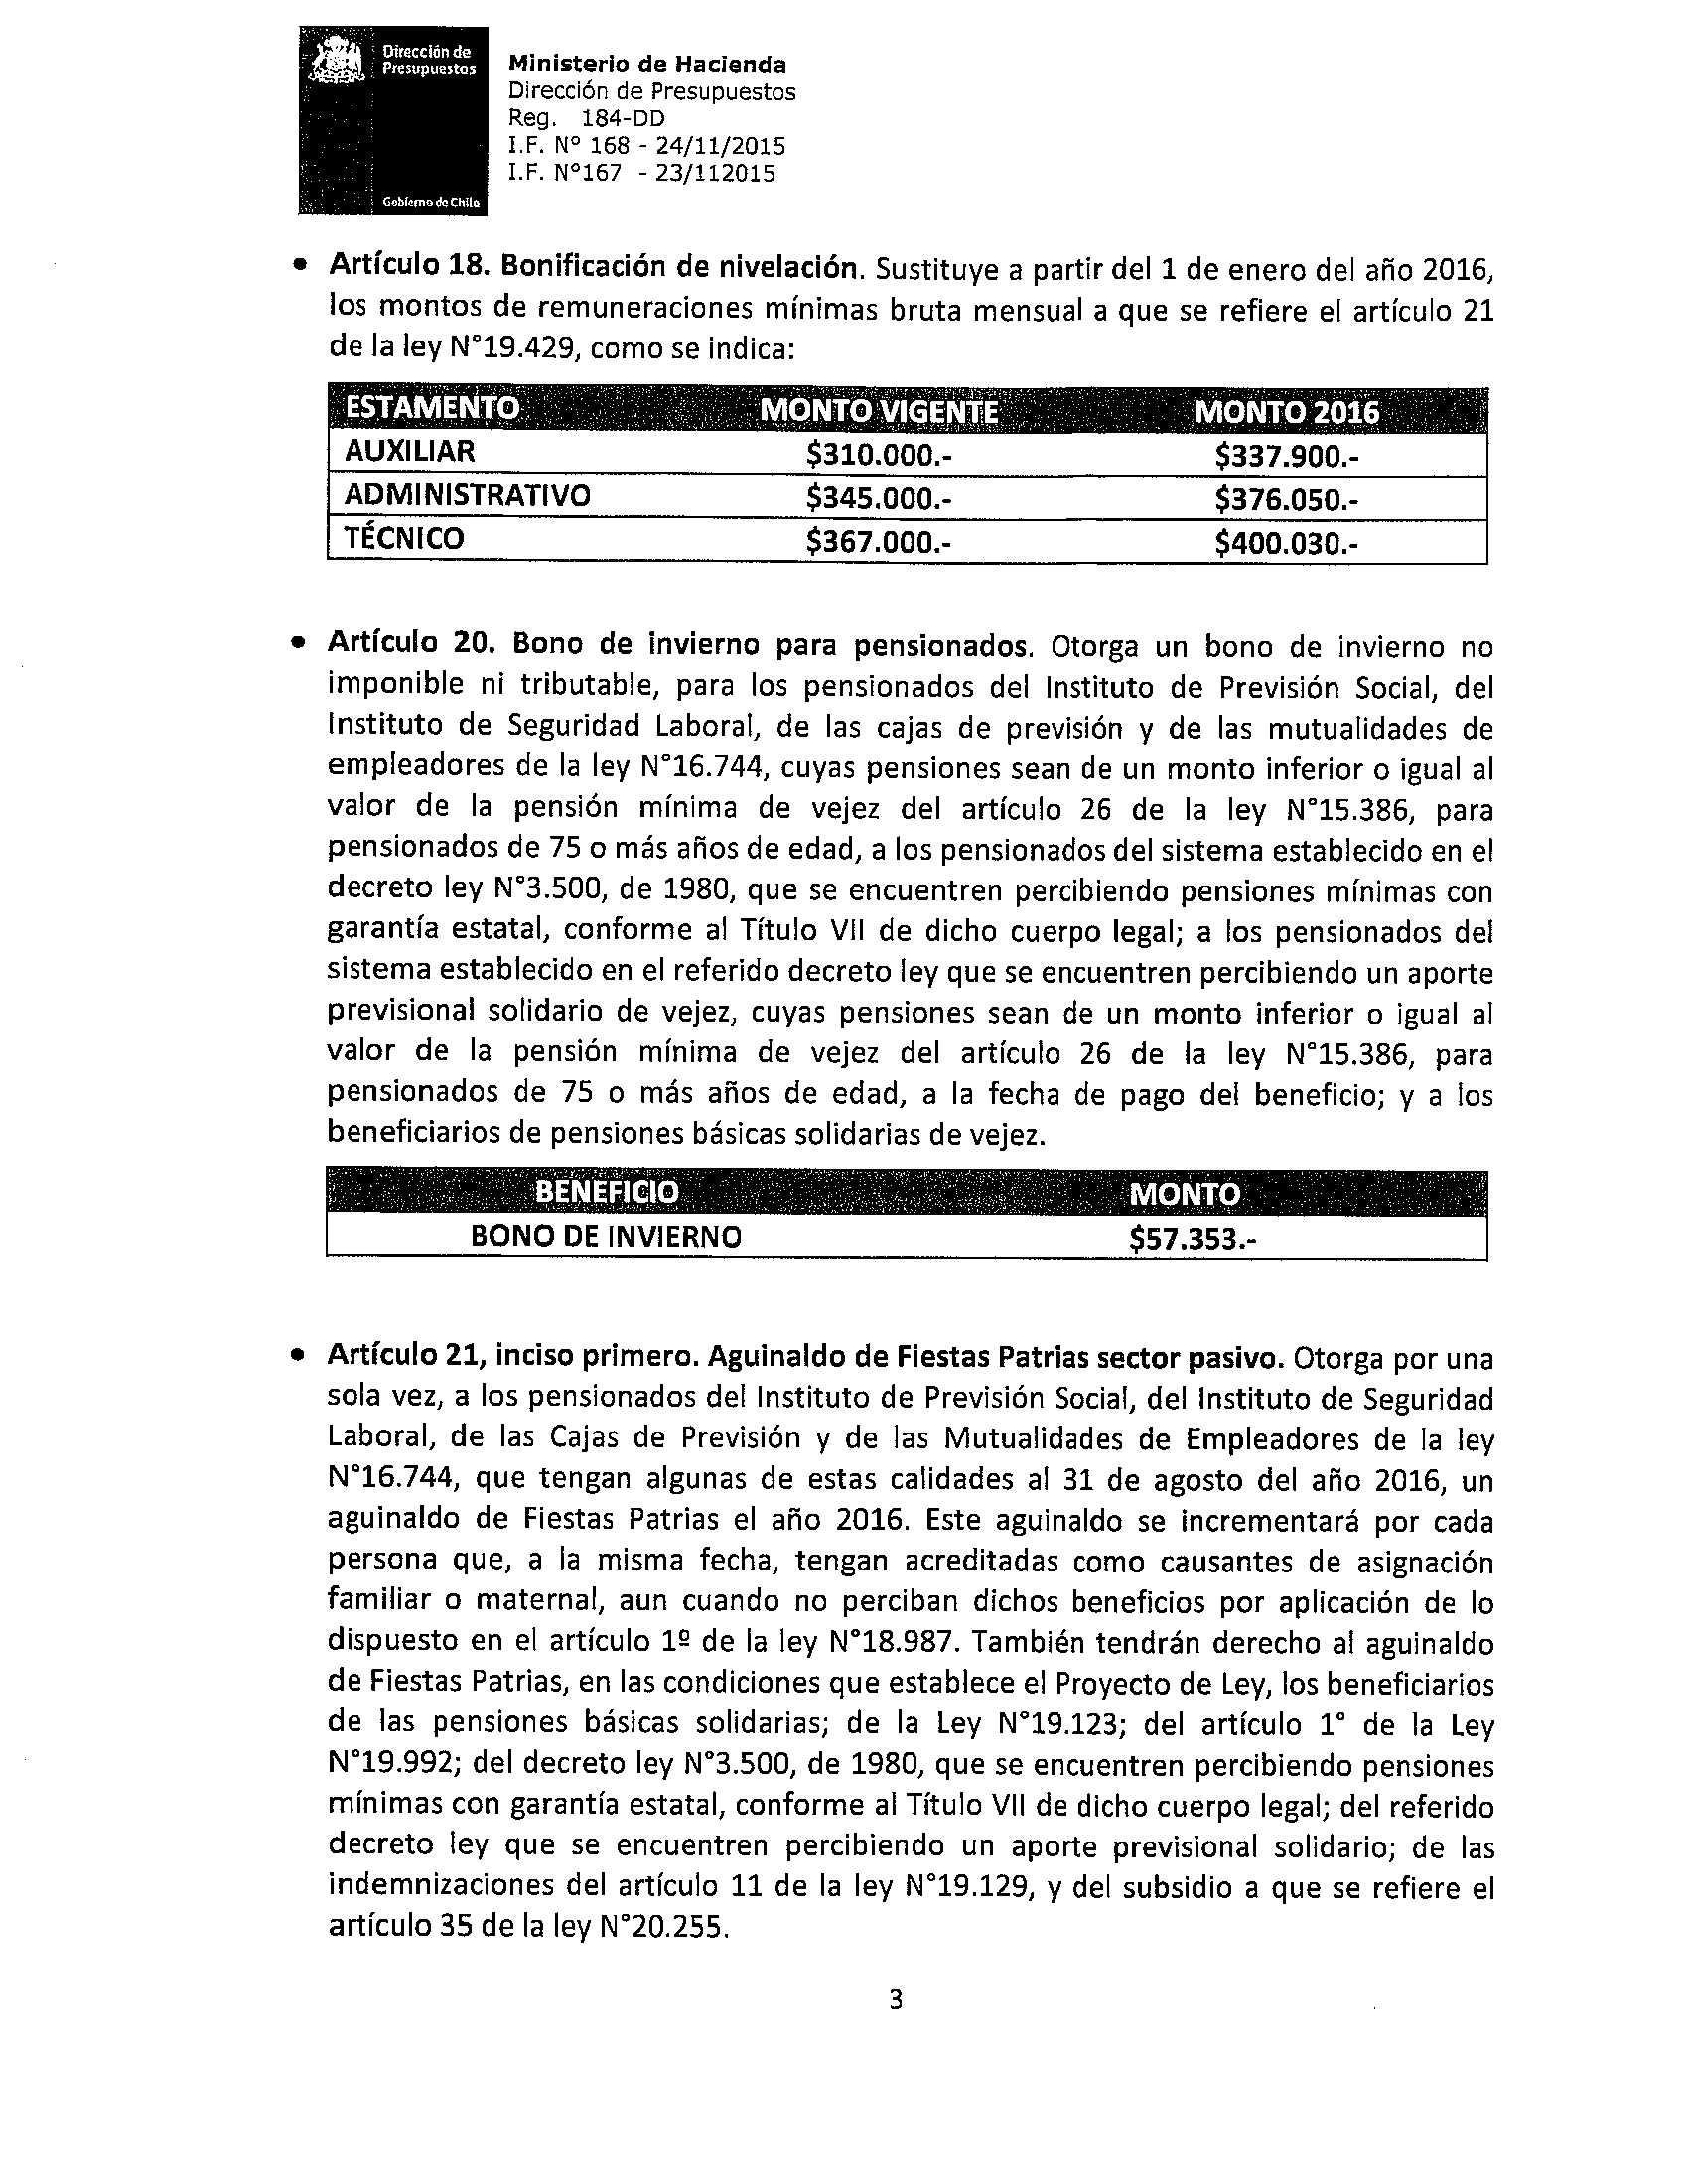 Dirección de
Presupuestos
Gobierno de Chile
Ministerio de Hacienda
Dirección de Presupuestos
Reg. 184-DD
I.F. N° 168 - 24/11/2015
I.F. N°167 - 23/112015
• Artículo 18. Bonificación de nivelación. Sustituye a partir del 1 de enero del año 2016,
los montos de remuneraciones mínimas bruta mensual a que se refiere el artículo 21
de la ley N°19.429, como se indica:
ESTAMENTO MONTO VIGENTE MONTO 2016
AUXILIAR $310.000.- $337.900.-
ADMINISTRATIVO $345.000.- $376.050.-
TÉCNICO $367.000.- $400.030.-
• Artículo 20. Bono de invierno para pensionados. Otorga un bono de invierno no
imponible ni tributable, para los pensionados del Instituto de Previsión Social, del
Instituto de Seguridad Laboral, de las cajas de previsión y de las mutualidades de
empleadores de la ley N°16.744, cuyas pensiones sean de un monto inferior o igual al
valor de la pensión mínima de vejez del artículo 26 de la ley N°15.386, para
pensionados de 75 o más años de edad, a los pensionados del sistema establecido en el
decreto ley N°3.500, de 1980, que se encuentren percibiendo pensiones mínimas con
garantía estatal, conforme al Título VII de dicho cuerpo legal; a los pensionados del
sistema establecido en el referido decreto ley que se encuentren percibiendo un aporte
previsional solidario de vejez, cuyas pensiones sean de un monto inferior o igual al
valor de la pensión mínima de vejez del artículo 26 de la ley N°15.386, para
pensionados de 75 o más años de edad, a la fecha de pago del beneficio; y a los
beneficiarios de pensiones básicas solidarias de vejez.
BENEFICIO MONTO
BONO DE INVIERNO $57.353.-
• Artículo 21, inciso primero. Aguinaldo de Fiestas Patrias sector pasivo. Otorga por una
sola vez, a los pensionados del Instituto de Previsión Social, del Instituto de Seguridad
Laboral, de las Cajas de Previsión y de las Mutualidades de Empleadores de la ley
N°16.744, que tengan algunas de estas calidades al 31 de agosto del año 2016, un
aguinaldo de Fiestas Patrias el año 2016. Este aguinaldo se incrementará por cada
persona que, a la misma fecha, tengan acreditadas como causantes de asignación
familiar o maternal, aun cuando no perciban dichos beneficios por aplicación de lo
dispuesto en el artículo 1º de la ley N°18.987. También tendrán derecho al aguinaldo
de Fiestas Patrias, en las condiciones que establece el Proyecto de Ley, los beneficiarios
de las pensiones básicas solidarias; de la Ley N°19.123; del artículo 1° de la Ley
N°19.992; del decreto ley N°3.500, de 1980, que se encuentren percibiendo pensiones
mínimas con garantía estatal, conforme al Título VII de dicho cuerpo legal; del referido
decreto ley que se encuentren percibiendo un aporte previsional solidario; de las
indemnizaciones del artículo 11 de la ley N°19.129, y del subsidio a que se refiere el
artículo 35 de la ley N°20.255.
3